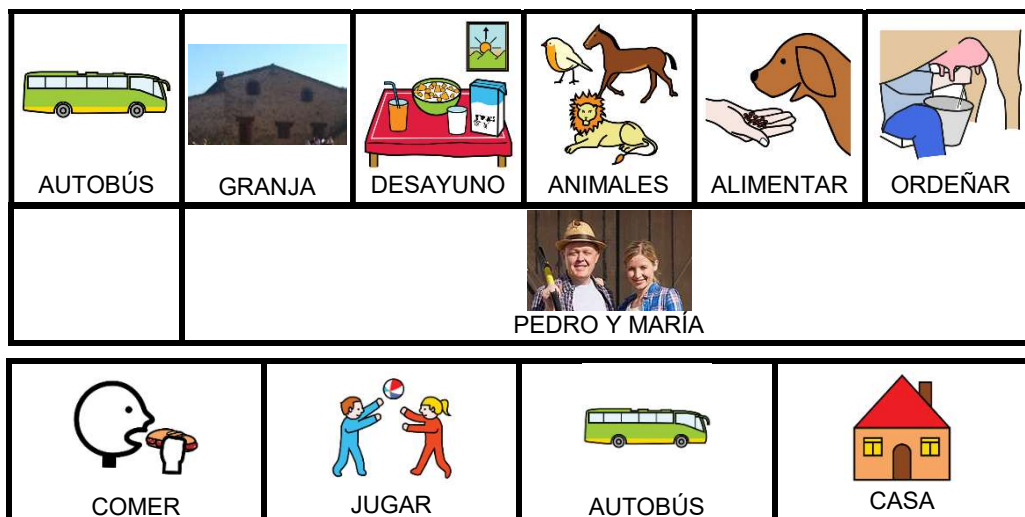 AUTOBÚS
GRANJA
DESAYUNO
ANIMALES
ALIMENTAR
ORDEÑAR
PEDRO Y MARÍA
COMER
JUGAR
AUTOBÚS
CASA